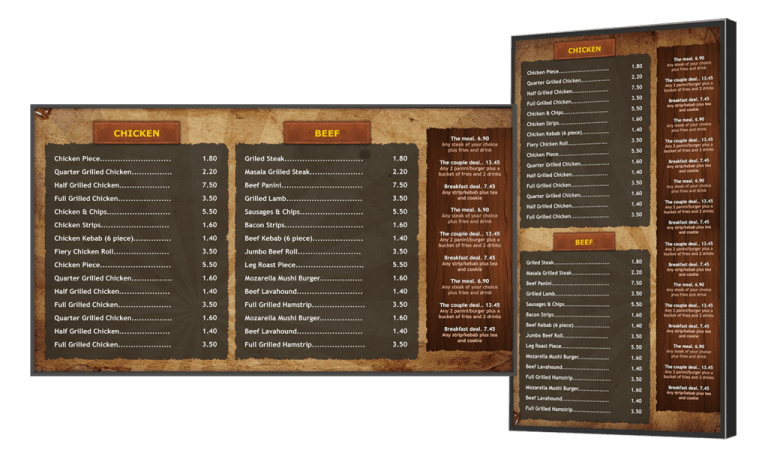 CHICKEN
Chicken Piece........................ 1.80
Quarter Grilled Chicken.............. 2.20
Half Grilled Chicken................. 7.50
Full Grilled Chicken................. 3.50
Chicken & Chips...................... 5.50
Chicken Strips....................... 1.60
Chicken Kebab (6 piece).............. 1.40
Fiery Chicken Roll................... 3.50
Chicken Piece........................ 5.50
Quarter Grilled Chicken.............. 1.60
Half Grilled Chicken................. 1.40
Full Grilled Chicken................. 3.50
Quarter Grilled Chicken.............. 1.60
Half Grilled Chicken................. 1.40
Full Grilled Chicken................. 3.50
BEEF
Griled Steak......................... 1.80
Masala Grilled Steak................. 2.20
Beef Panini.......................... 7.50
Grilled Lamb......................... 3.50
Sausages & Chips..................... 5.50
Bacon Strips......................... 1.60
Beef Kebab (6 piece)................. 1.40
Jumbo Beef Roll...................... 3.50
Leg Roast Piece...................... 5.50
Mozarella Mushi Burger............... 1.60
Beef Lavahound....................... 1.40
Full Grilled Hamstrip................ 3.50
Mozarella Mushi Burger............... 1.60
Beef Lavahound....................... 1.40
Full Grilled Hamstrip................ 3.50
The meal. 6.90
Any steak of your choice
plus fries and drink
The couple deal.. 13.45
Any 2 panini/burger plus a
bucket of fries and 2 drinks
Breakfast deal. 7.45
Any strip/kebab plus tea
and cookie
The meal. 6.90
Any steak of your choice
plus fries and drink
The couple deal.. 13.45
Any 2 panini/burger plus a
bucket of fries and 2 drinks
Breakfast deal. 7.45
Any strip/kebab plus tea
and cookie
The meal. 6.90
Any steak of your choice
plus fries and drink
The couple deal.. 13.45
Any 2 panini/burger plus a
bucket of fries and 2 drinks
Breakfast deal. 7.45
Any strip/kebab plus tea
and cookie
CHICKEN
Chicken Piece........................ 1.80
Quarter Grilled Chicken.............. 2.20
Half Grilled Chicken................. 7.50
Full Grilled Chicken................. 3.50
Chicken & Chips...................... 5.50
Chicken Strips....................... 1.60
Chicken Kebab (6 piece).............. 1.40
Fiery Chicken Roll................... 3.50
Chicken Piece........................ 5.50
Quarter Grilled Chicken.............. 1.60
Half Grilled Chicken................. 1.40
Full Grilled Chicken................. 3.50
Quarter Grilled Chicken.............. 1.60
Half Grilled Chicken................. 1.40
Full Grilled Chicken................. 3.50
BEEF
Griled Steak......................... 1.80
Masala Grilled Steak................. 2.20
Beef Panini.......................... 7.50
Grilled Lamb......................... 3.50
Sausages & Chips..................... 5.50
Bacon Strips......................... 1.60
Beef Kebab (6 piece)................. 1.40
Jumbo Beef Roll...................... 3.50
Leg Roast Piece...................... 5.50
Mozarella Mushi Burger............... 1.60
Beef Lavahound....................... 1.40
Full Grilled Hamstrip................ 3.50
Mozarella Mushi Burger............... 1.60
Beef Lavahound....................... 1.40
Full Grilled Hamstrip................ 3.50
The meal. 6.90
Any steak of your choice
plus fries and drink
The couple deal.. 13.45
Any 2 panini/burger plus a
bucket of fries and 2 drinks
Breakfast deal. 7.45
Any strip/kebab plus tea
and cookie
The meal. 6.90
Any steak of your choice
plus fries and drink
The couple deal.. 13.45
Any 2 panini/burger plus a
bucket of fries and 2 drinks
Breakfast deal. 7.45
Any strip/kebab plus tea
and cookie
The meal. 6.90
Any steak of your choice
plus fries and drink
Breakfast deal. 7.45
Any strip/kebab plus tea
and cookie
The couple deal.. 13.45
Any 2 panini/burger plus a
bucket of fries and 2 drinks
Breakfast deal. 7.45
Any strip/kebab plus tea
and cookie
The couple deal.. 13.45
Any 2 panini/burger plus a
bucket of fries and 2 drinks
Breakfast deal. 7.45
Any strip/kebab plus tea
and cookie
The meal. 6.90
Any steak of your choice
plus fries and drink
The couple deal.. 13.45
Any 2 panini/burger plus a
bucket of fries and 2 drinks
Breakfast deal. 7.45
Any strip/kebab plus tea
and cookie